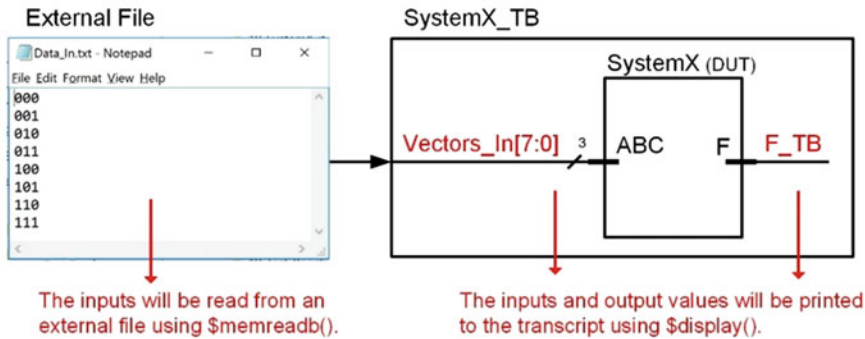 External File
Data_In.txt - Notepad
File Edit Format View Help
000
001
010
011
100
101
110
111
The inputs will be read from an
external file using $memreadb().
SystemX_TB
SystemX (DUT)
Vectors_In[7:0]
3
ABC
F
F_TB
The inputs and output values will be printed
to the transcript using $display().